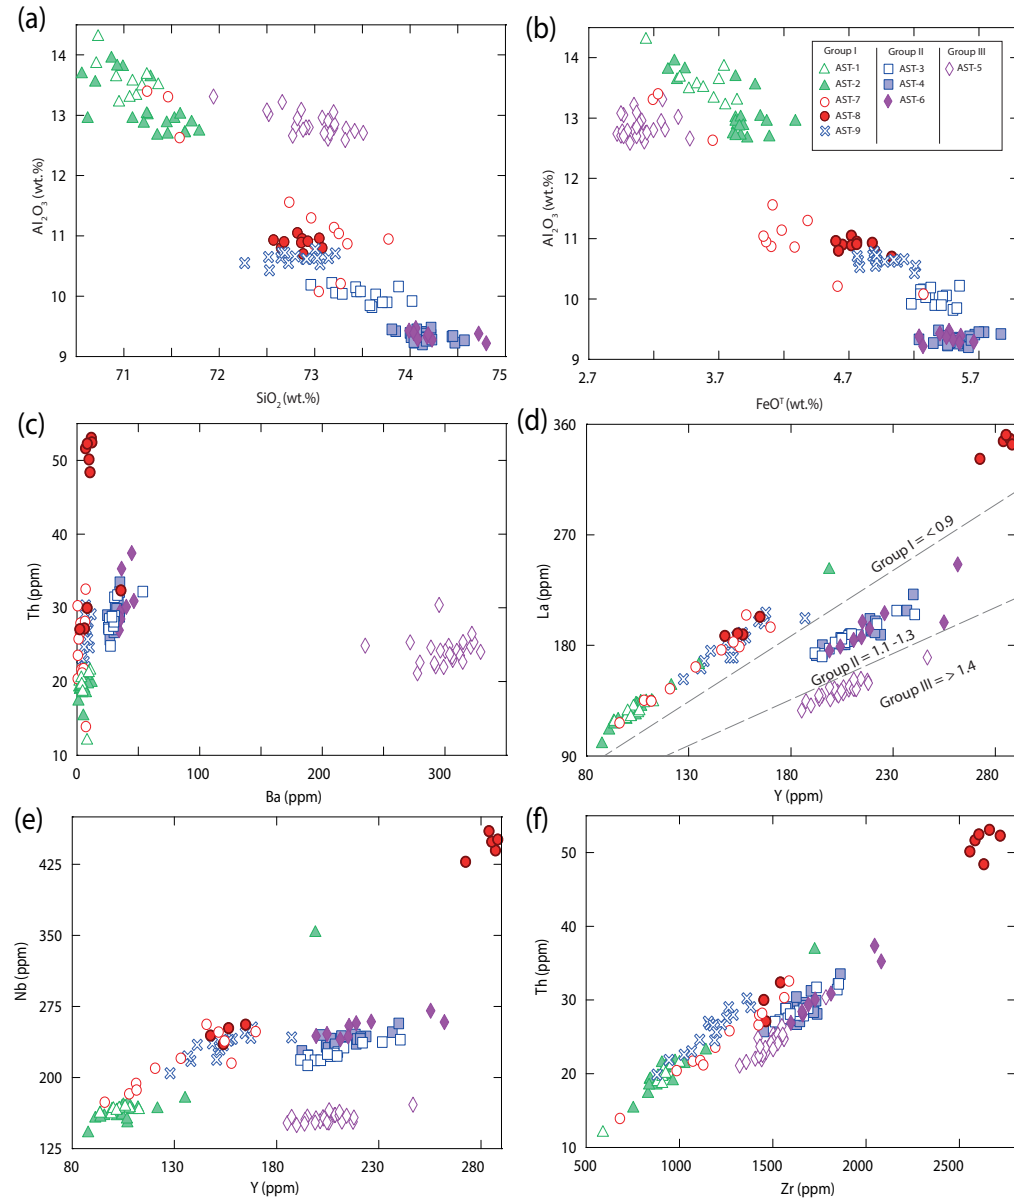 (a)
14
13
12
11
10
9
Al2O3 (wt.%)
71
72
73
74
75
SiO2 (wt.%)
(b)
14
13
12
11
10
9
Al2O3 (wt.%)
2.7
3.7
4.7
5.7
FeOT (wt.%)
Group I
Group II
Group III
AST-1
AST-3
AST-5
AST-2
AST-4
AST-7
AST-6
AST-8
AST-9
(c)
50
40
30
20
10
Th (ppm)
0
100
200
300
Ba (ppm)
(d)
360
270
180
90
La (ppm)
Group I = < 0.9
Group II = 1.1 -1.3
Group III = > 1.4
80
130
180
230
280
Y (ppm)
(e)
425
350
275
200
125
Nb (ppm)
80
130
180
230
280
Y (ppm)
(f)
50
40
30
20
10
Th (ppm)
500
1000
1500
2000
2500
Zr (ppm)